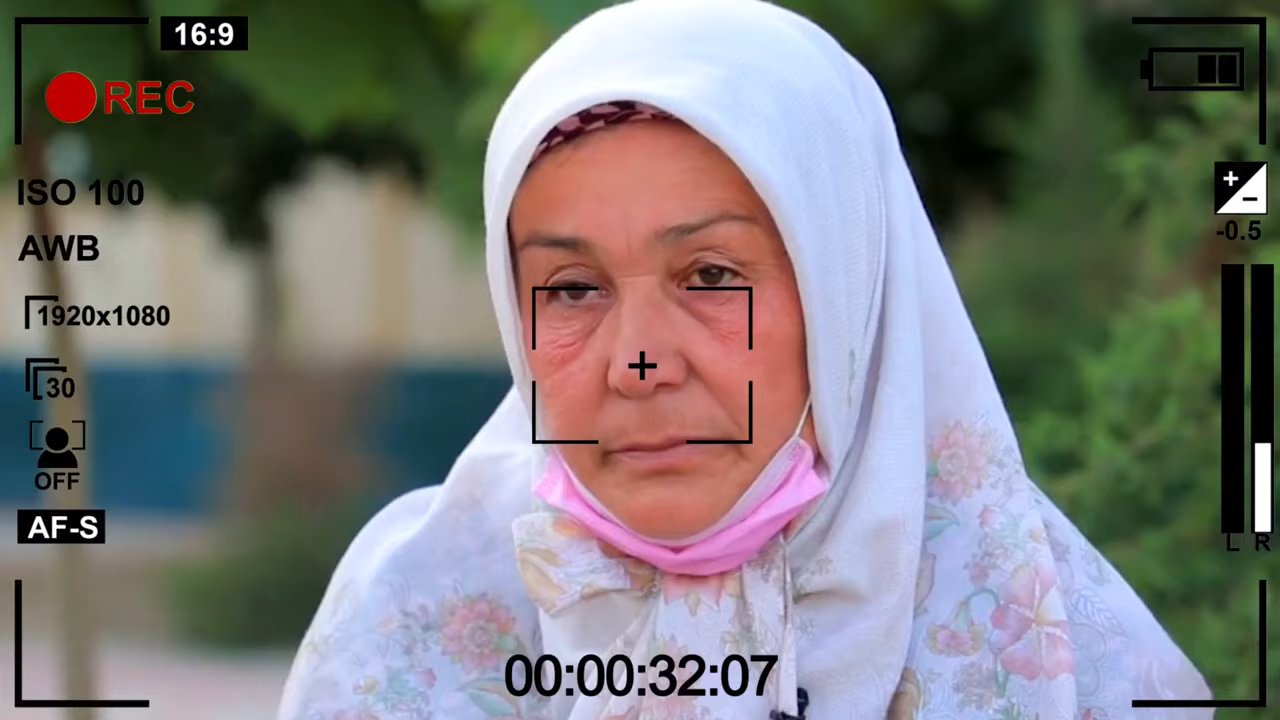 16:9
REC
ISO 100
AWB
1920x1080
30
OFF
AF-S
+
-
-0.5
L R
00:00:32:07